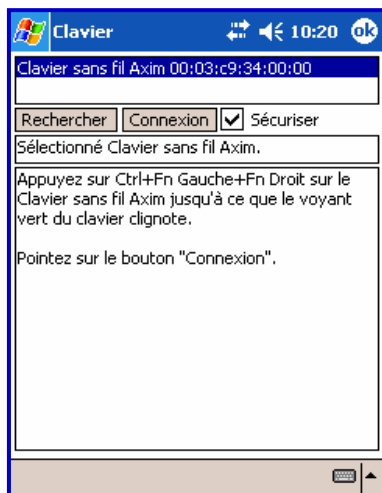 Clavier 10:20 ok
Clavier sans fil Axim 00:03:c9:34:00:00
Rechercher Connexion Sécuriser
Sélectionné Clavier sans fil Axim.
Appuyez sur Ctrl+Fn Gauche+Fn Droit sur le
Clavier sans fil Axim jusqu'à ce que le voyant
vert du clavier clignote.
Pointez sur le bouton "Connexion".